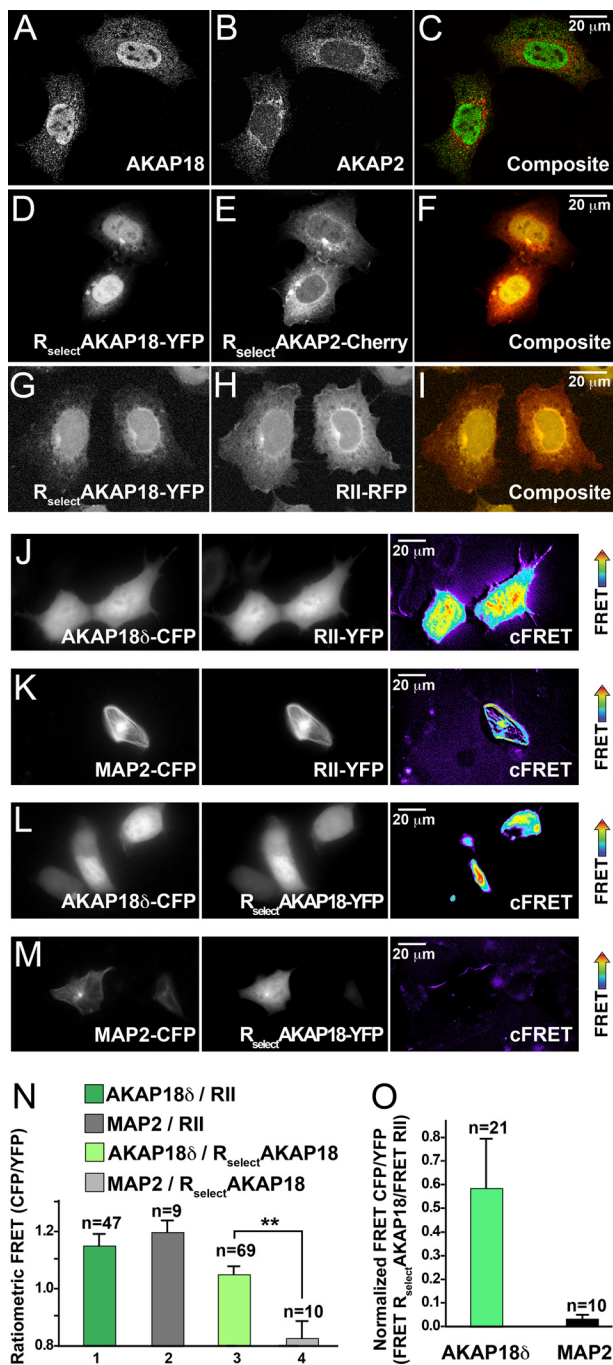 A B C 20 μm
AKAP18 AKAP2 Composite
D E F 20 μm
RselectAKAP18-YFP RselectAKAP2-Cherry Composite
G H I 20 μm
RselectAKAP18-YFP RII-RFP Composite
J 20 μm
AKAP18δ-CFP RII-YFP cFRET FRET
K 20 μm
MAP2-CFP RII-YFP cFRET FRET
L 20 μm
AKAP18δ-CFP RselectAKAP18-YFP cFRET FRET
M 20 μm
MAP2-CFP RselectAKAP18-YFP cFRET FRET
N
AKAP18δ / RII
MAP2 / RII
AKAP18δ / RselectAKAP18
MAP2 / RselectAKAP18
Ratiometric FRET (CFP/YFP)
1.2
1.0
0.8
n=47
n=9
n=69
**
n=10
1 2 3 4
O
Normalized FRET CFP/YFP
(FRET RselectAKAP18/FRET RII)
0.8
0.7
0.6
0.5
0.4
0.3
0.2
0.1
0
n=21
n=10
AKAP18δ MAP2